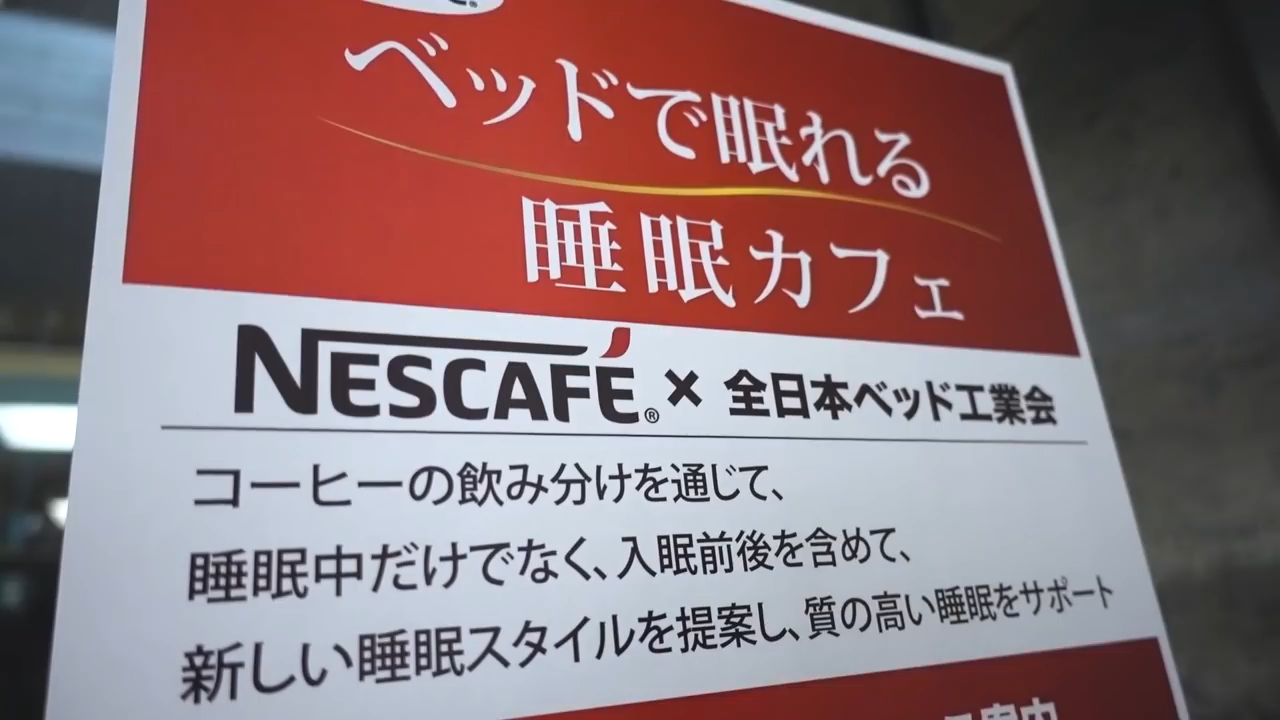 ベッドで眠れる
睡眠カフェ
NESCAFÉ® × 全日本ベッド工業会
コーヒーの飲み分けを通じて、
睡眠中だけでなく、入眠前後を含めて、
新しい睡眠スタイルを提案し、質の高い睡眠をサポート